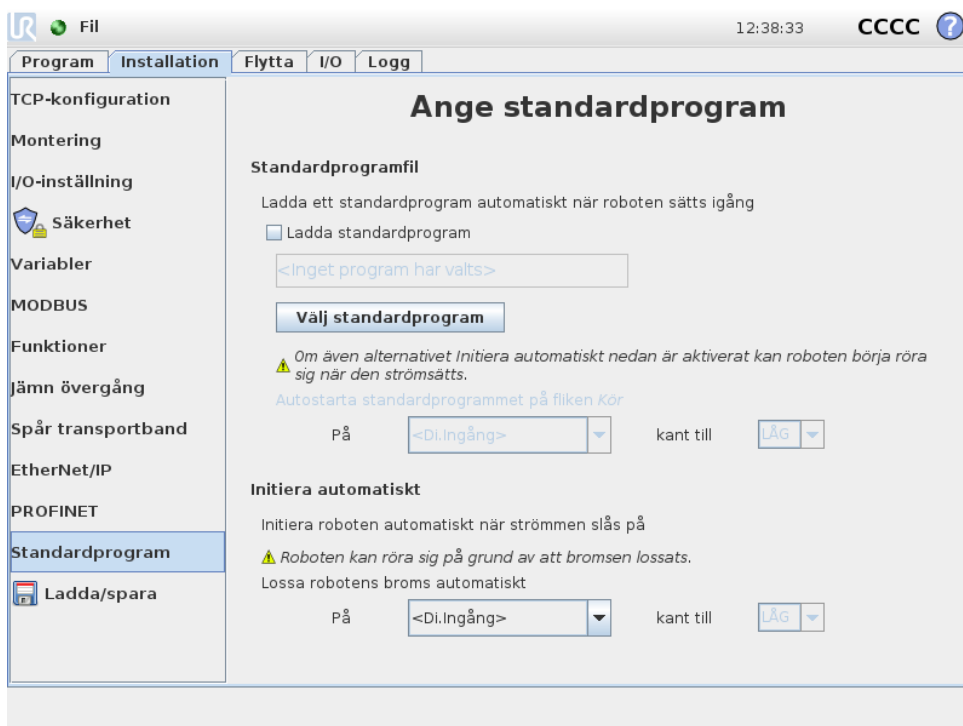 UR Fil 12:38:33 CCCC ?
Program Installation Flytta I/O Logg
TCP-konfiguration
Montering
I/O-inställning
Säkerhet
Variabler
MODBUS
Funktioner
Jämn övergång
Spår transportband
EtherNet/IP
PROFINET
Standardprogram
Ladda/spara
Ange standardprogram
Standardprogramfil
Ladda ett standardprogram automatiskt när roboten sätts igång
Ladda standardprogram
<Inget program har valts>
Välj standardprogram
Om även alternativet Initiera automatiskt nedan är aktiverat kan roboten börja röra
sig när den strömsätts.
Autostarta standardprogrammet på fliken Kör
På <Di.Ingång> kant till LÅG
Initiera automatiskt
Initiera roboten automatiskt när strömmen slås på
Roboten kan röra sig på grund av att bromsen lossats.
Lossa robotens broms automatiskt
På <Di.Ingång> kant till LÅG